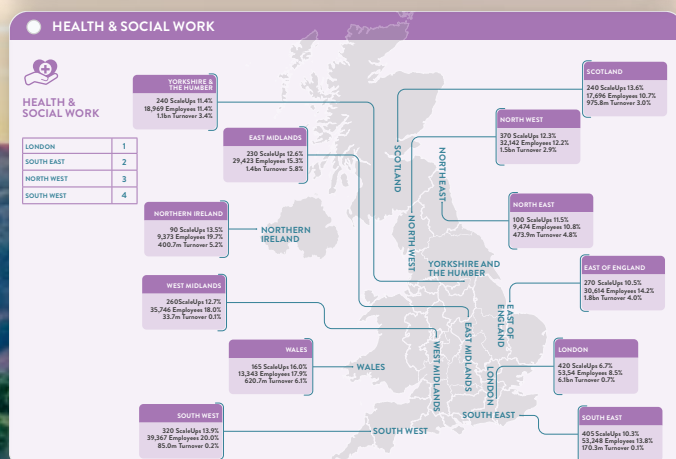 HEALTH & SOCIAL WORK
HEALTH &
SOCIAL WORK
LONDON 1
SOUTH EAST 2
NORTH WEST 3
SOUTH WEST 4
YORKSHIRE &
THE HUMBER
240 ScaleUps 11.4%
18,969 Employees 11.4%
1.1bn Turnover 3.4%
EAST MIDLANDS
230 ScaleUps 12.6%
29,423 Employees 15.3%
1.4bn Turnover 5.8%
NORTHERN IRELAND
90 ScaleUps 13.5%
9,373 Employees 19.7%
400.7m Turnover 5.2%
WEST MIDLANDS
260ScaleUps 12.7%
35,746 Employees 18.0%
33.7m Turnover 0.1%
WALES
165 ScaleUps 16.0%
13,343 Employees 17.9%
620.7m Turnover 6.1%
SOUTH WEST
320 ScaleUps 13.9%
39,367 Employees 20.0%
85.0m Turnover 0.2%
SCOTLAND
240 ScaleUps 13.6%
17,696 Employees 10.7%
975.8m Turnover 3.0%
NORTH WEST
370 ScaleUps 12.3%
32,142 Employees 12.2%
1.5bn Turnover 2.9%
NORTH EAST
100 ScaleUps 11.5%
9,474 Employees 10.8%
473.9m Turnover 4.8%
EAST OF ENGLAND
270 ScaleUps 10.5%
30,614 Employees 14.2%
1.8bn Turnover 4.0%
LONDON
420 ScaleUps 6.7%
53,54 Employees 8.5%
6.1bn Turnover 0.7%
SOUTH EAST
405 ScaleUps 10.3%
53,248 Employees 13.8%
170.3m Turnover 0.1%
SCOTLAND
NORTH EAST
NORTH WEST
NORTHERN
IRELAND
YORKSHIRE AND
THE HUMBER
EAST OF
ENGLAND
EAST MIDLANDS
WEST MIDLANDS
WALES
LONDON
SOUTH EAST
SOUTH WEST